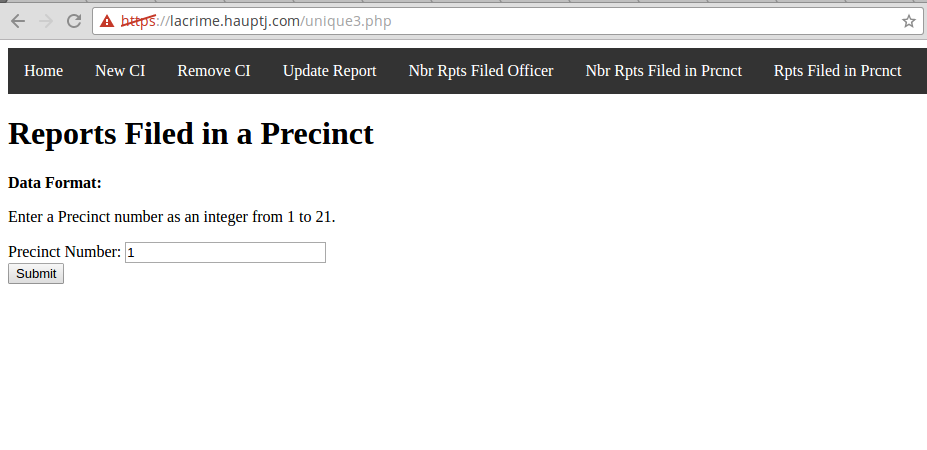 https://lacrime.hauptj.com/unique3.php
Home New CI Remove CI Update Report Nbr Rpts Filed Officer Nbr Rpts Filed in Prcnct Rpts Filed in Prcnct
Reports Filed in a Precinct
Data Format:
Enter a Precinct number as an integer from 1 to 21.
Precinct Number: 1
Submit